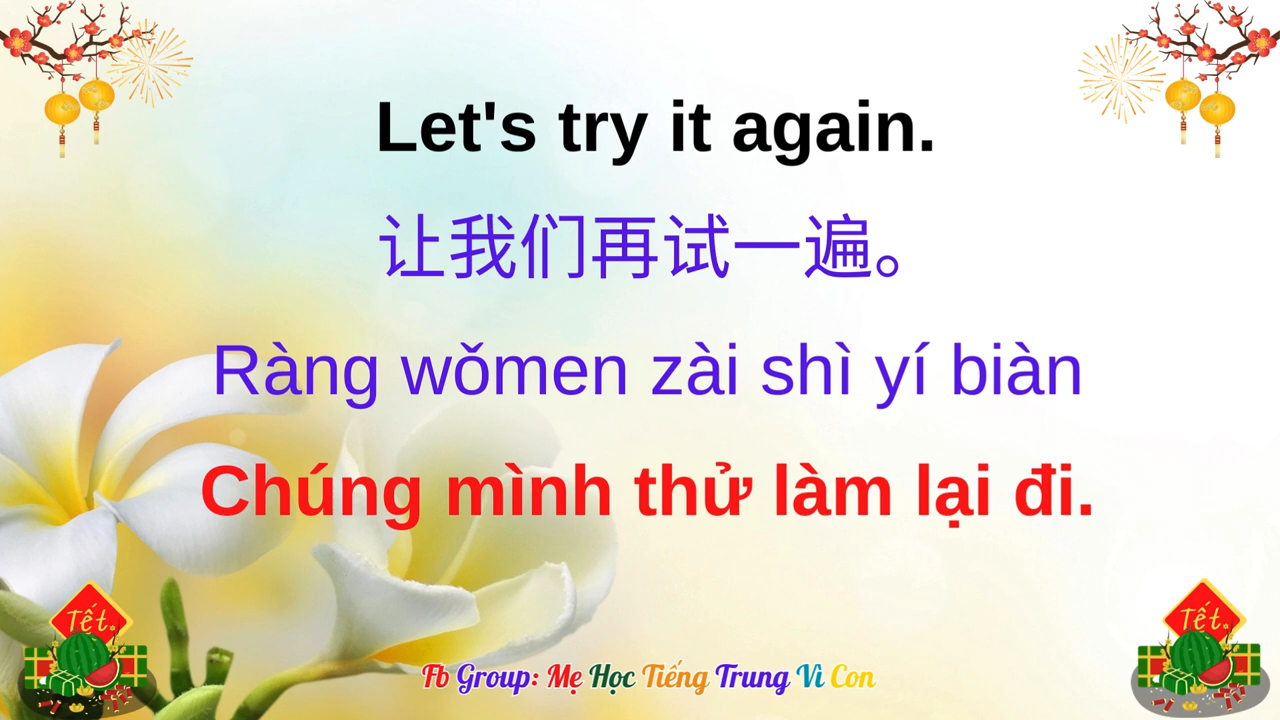 Let's try it again.
让我们再试一遍。
Ràng wǒmen zài shì yí biàn
Chúng mình thử làm lại đi.
Tết
Tết
Fb Group: Mẹ Học Tiếng Trung Vì Con